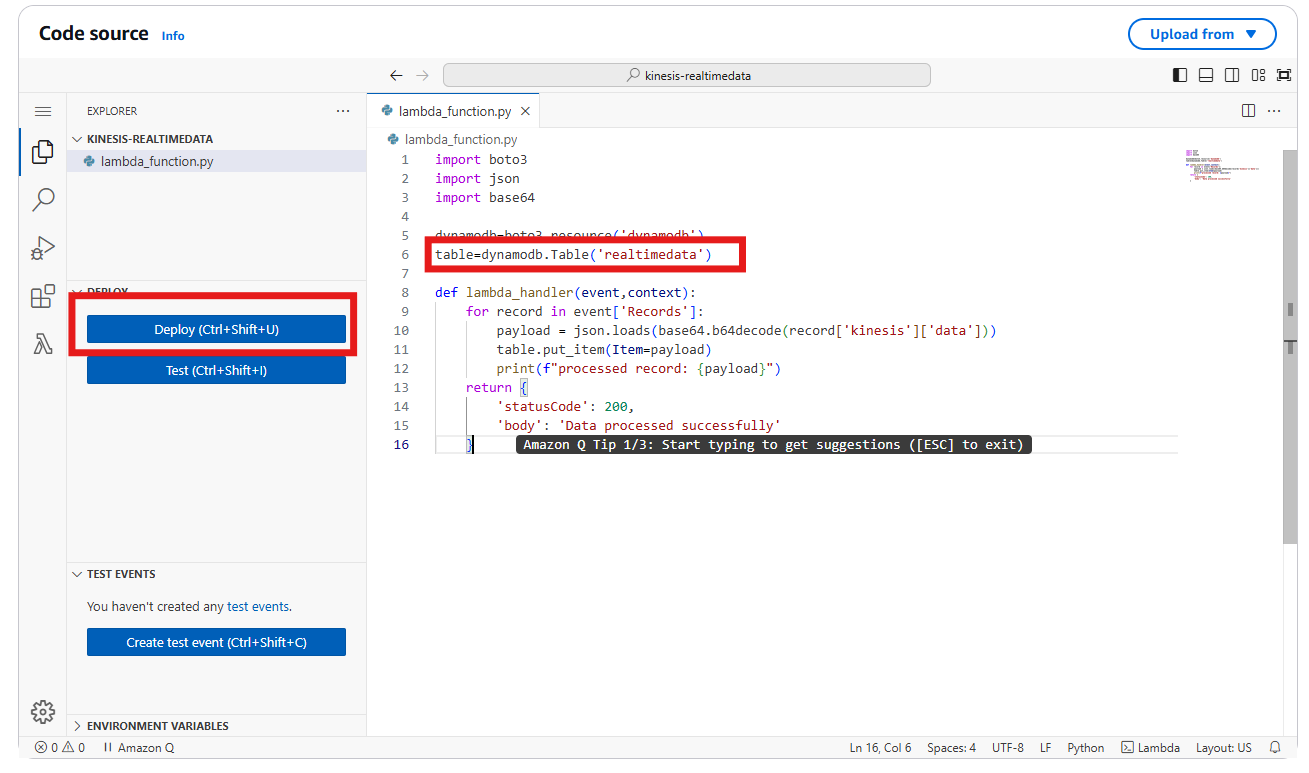 Code source Info
Upload from
kinesis-realtimedata
EXPLORER
KINESIS-REALTIMEDATA
lambda_function.py
DEPLOY
Deploy (Ctrl+Shift+U)
Test (Ctrl+Shift+I)
TEST EVENTS
You haven't created any test events.
Create test event (Ctrl+Shift+C)
ENVIRONMENT VARIABLES
lambda_function.py
lambda_function.py
1 import boto3
2 import json
3 import base64
4
5 dynamodb=boto3.resource('dynamodb')
6 table=dynamodb.Table('realtimedata')
7
8 def lambda_handler(event,context):
9 for record in event['Records']:
10 payload = json.loads(base64.b64decode(record['kinesis']['data']))
11 table.put_item(Item=payload)
12 print(f"processed record: {payload}")
13 return {
14 'statusCode': 200,
15 'body': 'Data processed successfully'
16 } Amazon Q Tip 1/3: Start typing to get suggestions ([ESC] to exit)
0 0 Amazon Q Ln 16, Col 6 Spaces: 4 UTF-8 LF Python Lambda Layout: US